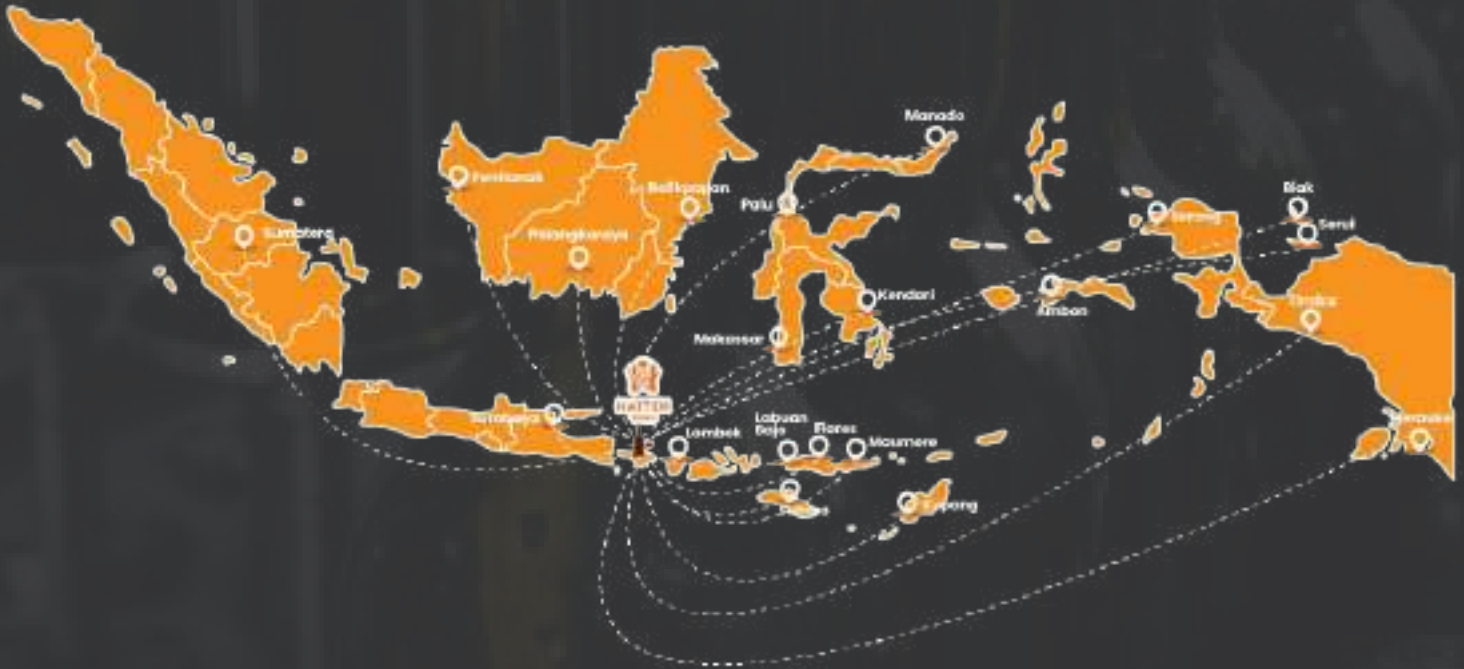 Manado
Pontianak
Balikpapan
Palu
Biak
Sorong
Serui
Sumatera
Palangkaraya
Kendari
Ambon
Timika
Makassar
Surabaya
Lombok
Labuan
Bajo
Flores
Maumere
Merauke
Kupang